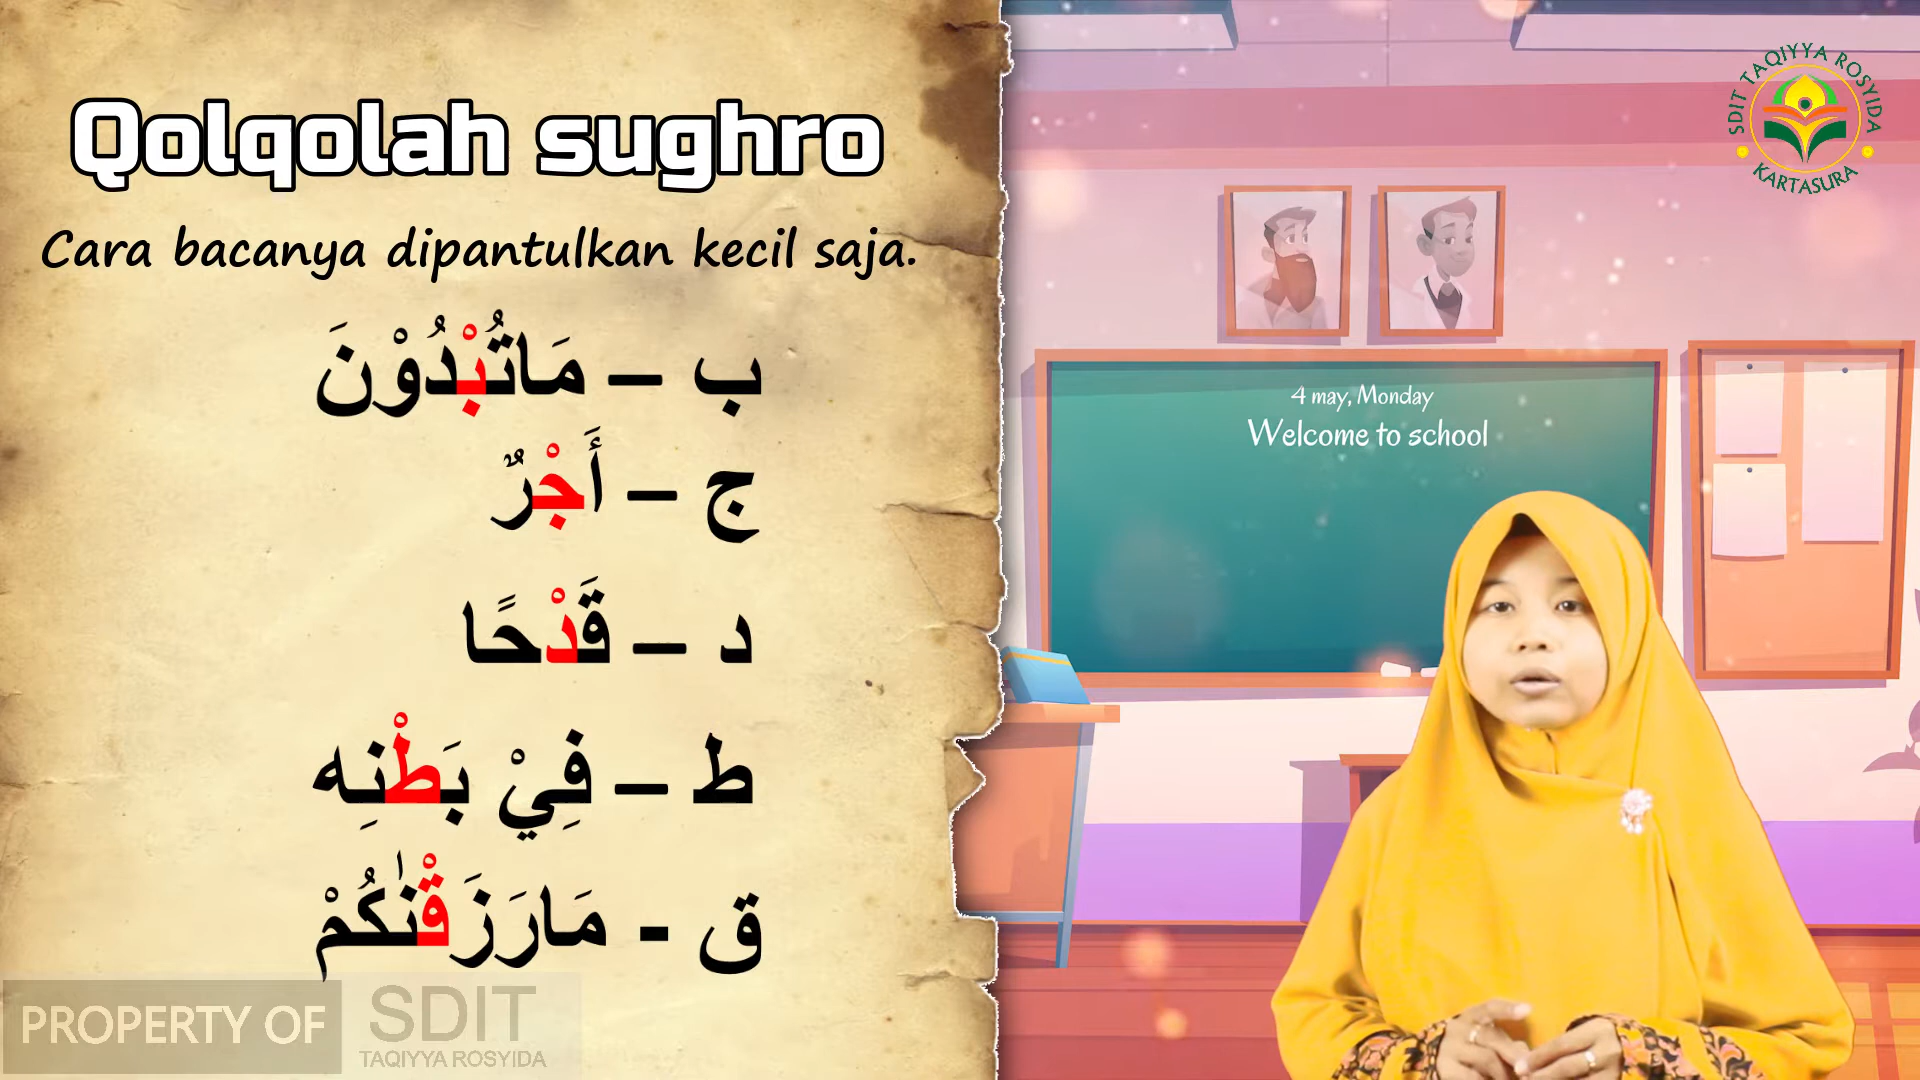 Qolqolah sughro
Cara bacanya dipantulkan kecil saja.
ب – مَاتُبْدُوْنَ
ج – أَجْرٌ
د – قَدْحًا
ط – فِيْ بَطْنِه
ق - مَارَزَقْنٰكُمْ
PROPERTY OF
SDIT
TAQIYYA ROSYIDA
SDIT TAQIYYA ROSYIDA
KARTASURA
4 may, Monday
Welcome to school